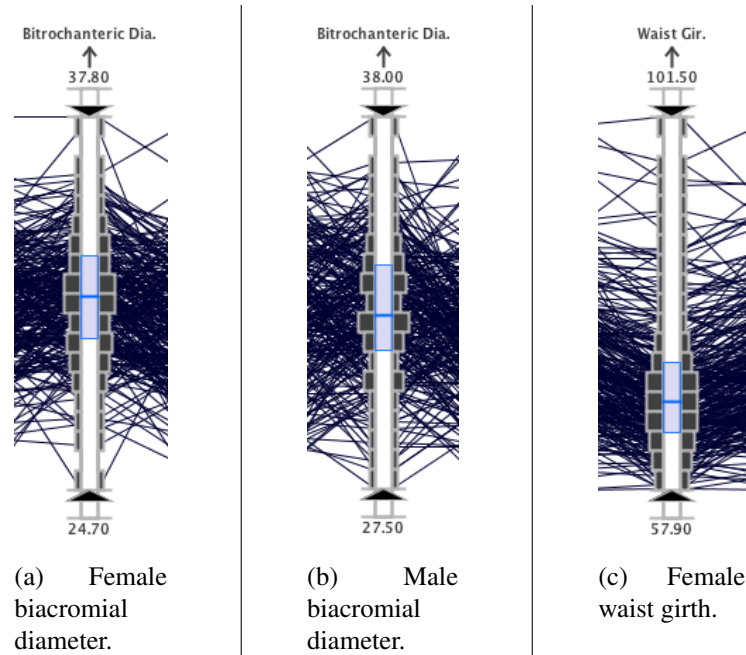 Bitrochanteric Dia.
37.80
24.70
(a) Female
biacromial
diameter.
Bitrochanteric Dia.
38.00
27.50
(b) Male
biacromial
diameter.
Waist Gir.
101.50
57.90
(c) Female
waist girth.